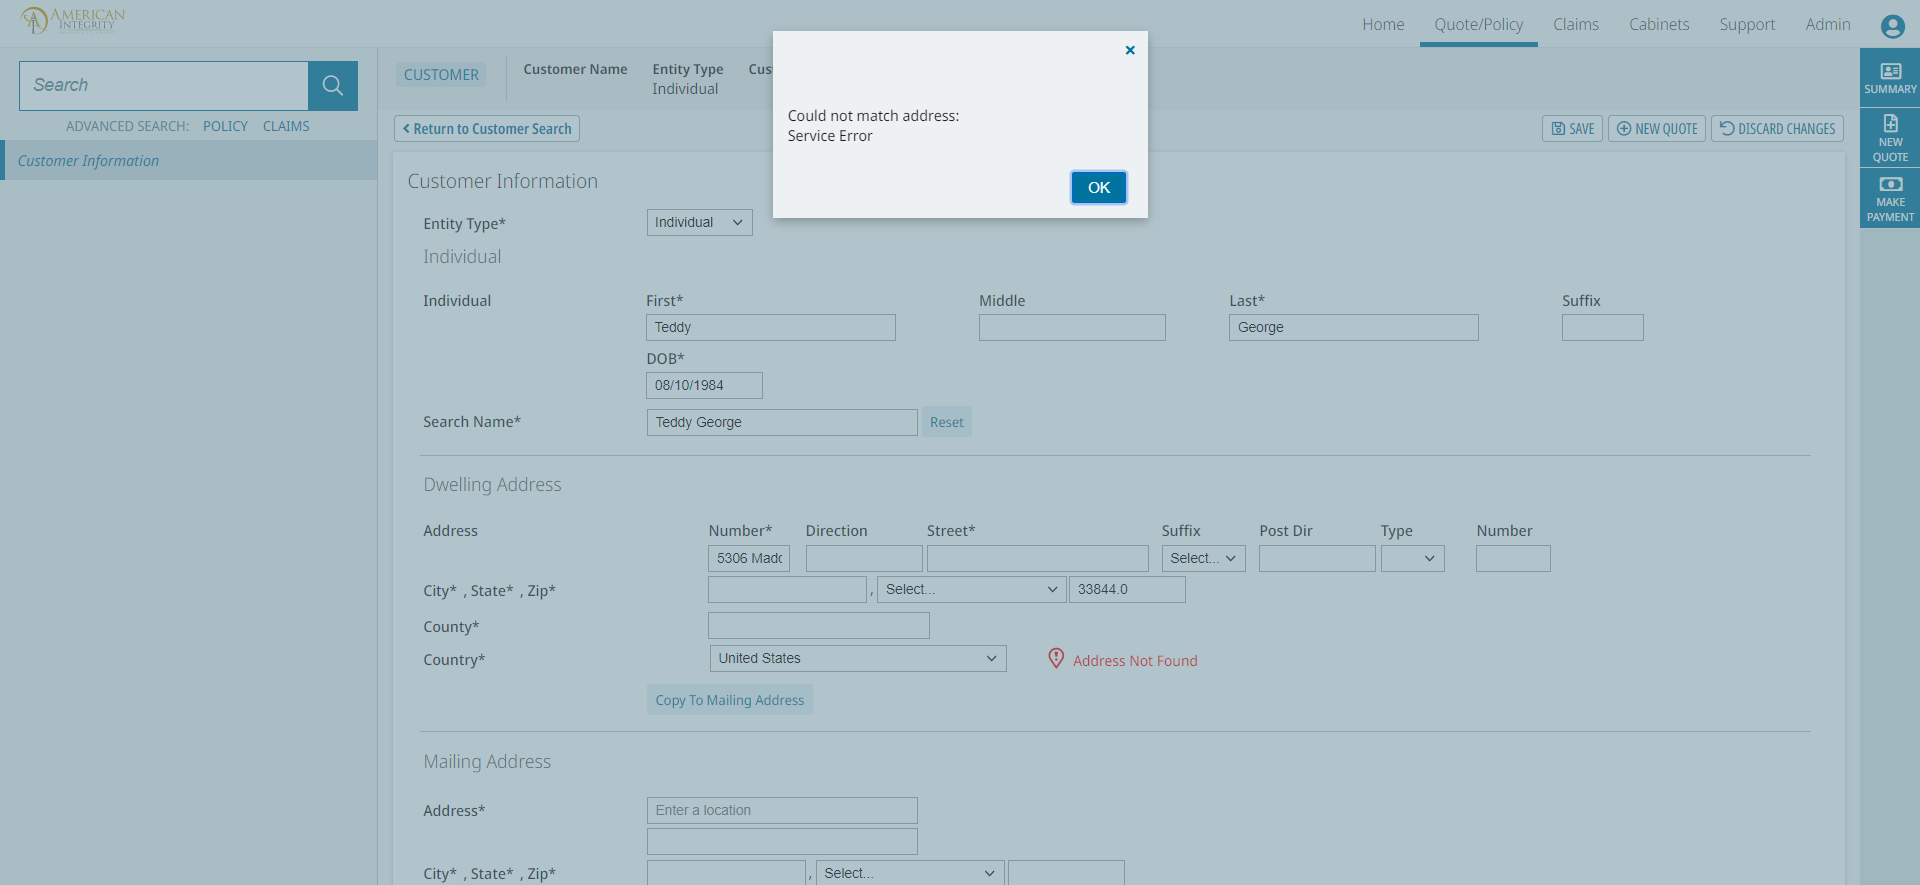 AMERICAN
INTEGRITY
Home Quote/Policy Claims Cabinets Support Admin
Search
ADVANCED SEARCH: POLICY CLAIMS
Customer Information
CUSTOMER
Customer Name Entity Type Cus
Individual
Return to Customer Search
SAVE NEW QUOTE DISCARD CHANGES
SUMMARY
NEW
QUOTE
MAKE
PAYMENT
Could not match address:
Service Error
OK
Customer Information
Entity Type* Individual
Individual
Individual First* Middle Last* Suffix
Teddy George
DOB*
08/10/1984
Search Name* Teddy George Reset
Dwelling Address
Address Number* Direction Street* Suffix Post Dir Type Number
5306 Madd Select...
City* , State* , Zip* , Select... 33844.0
County*
Country* United States Address Not Found
Copy To Mailing Address
Mailing Address
Address* Enter a location
City* , State* , Zip* , Select...